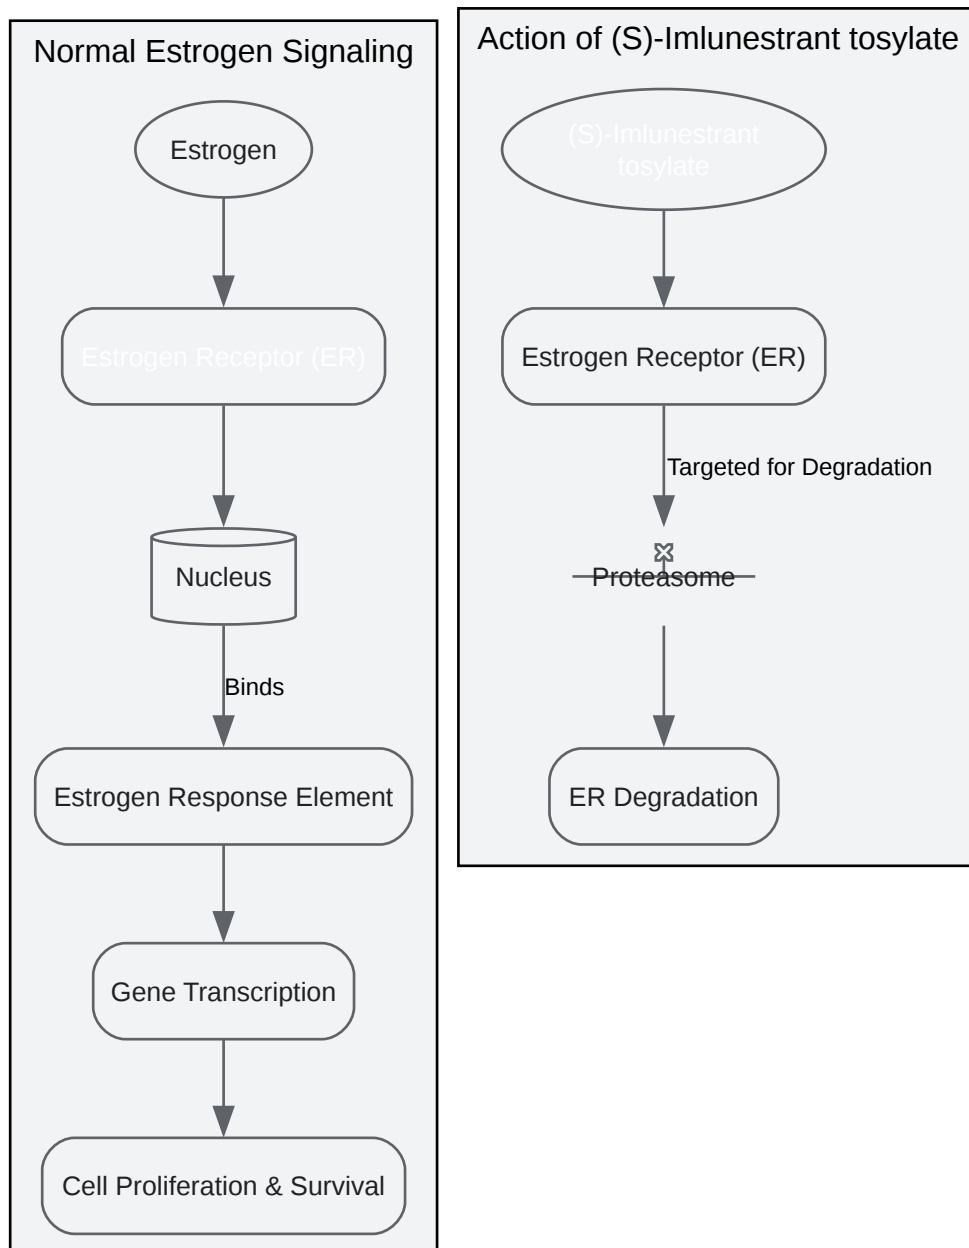 Normal Estrogen Signaling
Estrogen
Estrogen Receptor (ER)
Nucleus
Binds
Estrogen Response Element
Gene Transcription
Cell Proliferation & Survival
Action of (S)-Imlunestrant tosylate
(S)-Imlunestrant
tosylate
Estrogen Receptor (ER)
Targeted for Degradation
Proteasome
ER Degradation